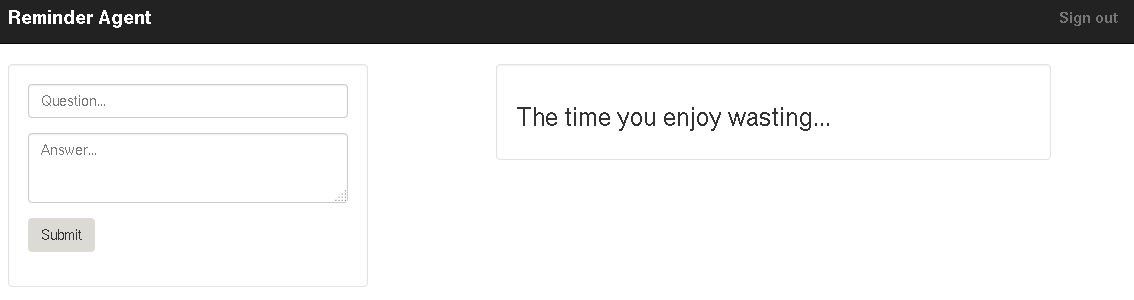 Reminder Agent
Sign out
Question...
Answer...
Submit
The time you enjoy wasting...